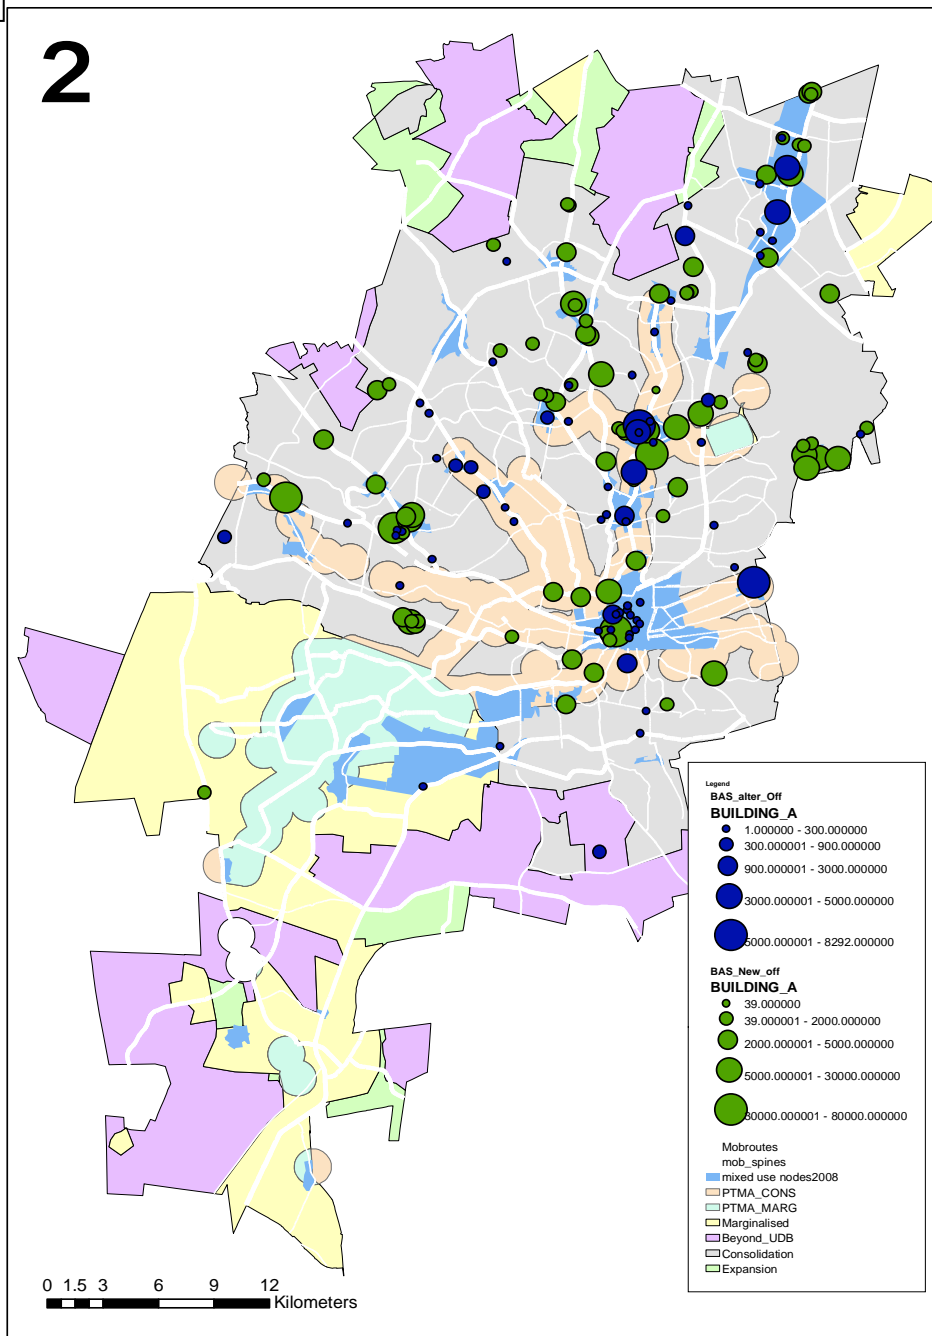 2
Legend
BAS_alter_Off
BUILDING_A
1.000000 - 300.000000
300.000001 - 900.000000
900.000001 - 3000.000000
3000.000001 - 5000.000000
5000.000001 - 8292.000000
BAS_New_off
BUILDING_A
39.000000
39.000001 - 2000.000000
2000.000001 - 5000.000000
5000.000001 - 30000.000000
30000.000001 - 80000.000000
Mobroutes
mob_spines
mixed use nodes2008
PTMA_CONS
PTMA_MARG
Marginalised
Beyond_UDB
Consolidation
Expansion
0 1.5 3 6 9 12
Kilometers